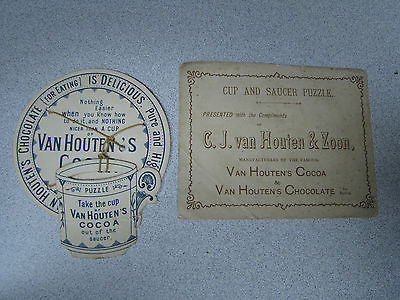 VAN HOUTEN'S CHOCOLATE (FOR EATING) IS DELICIOUS, Pure and
Nothing
Easier
when you know how
to do it, and NOTHING
NICER THAN A CUP
OF
VAN HOUTEN'S
PUZZLE
Take the cup
OF
VAN HOUTEN'S
COCOA
out of the
saucer
CUP AND SAUCER PUZZLE.
PRESENTED with the Compliments
OF
C. J. van Houten & Zoon,
MANUFACTURERS OF THE FAMOUS
VAN HOUTEN'S COCOA
&
VAN HOUTEN'S CHOCOLATE